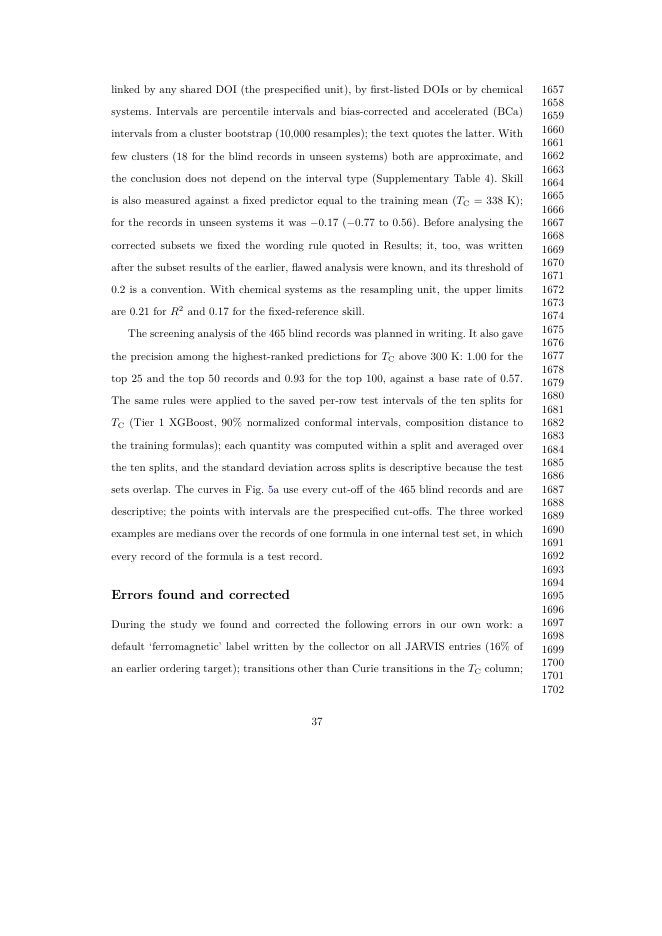 linked by any shared DOI (the prespecified unit), by first-listed DOIs or by chemical
systems. Intervals are percentile intervals and bias-corrected and accelerated (BCa)
intervals from a cluster bootstrap (10,000 resamples); the text quotes the latter. With
few clusters (18 for the blind records in unseen systems) both are approximate, and
the conclusion does not depend on the interval type (Supplementary Table 4). Skill
is also measured against a fixed predictor equal to the training mean (T_C = 338 K);
for the records in unseen systems it was −0.17 (−0.77 to 0.56). Before analysing the
corrected subsets we fixed the wording rule quoted in Results; it, too, was written
after the subset results of the earlier, flawed analysis were known, and its threshold of
0.2 is a convention. With chemical systems as the resampling unit, the upper limits
are 0.21 for R² and 0.17 for the fixed-reference skill.
The screening analysis of the 465 blind records was planned in writing. It also gave
the precision among the highest-ranked predictions for T_C above 300 K: 1.00 for the
top 25 and the top 50 records and 0.93 for the top 100, against a base rate of 0.57.
The same rules were applied to the saved per-row test intervals of the ten splits for
T_C (Tier 1 XGBoost, 90% normalized conformal intervals, composition distance to
the training formulas); each quantity was computed within a split and averaged over
the ten splits, and the standard deviation across splits is descriptive because the test
sets overlap. The curves in Fig. 5a use every cut-off of the 465 blind records and are
descriptive; the points with intervals are the prespecified cut-offs. The three worked
examples are medians over the records of one formula in one internal test set, in which
every record of the formula is a test record.
Errors found and corrected
During the study we found and corrected the following errors in our own work: a
default ‘ferromagnetic’ label written by the collector on all JARVIS entries (16% of
an earlier ordering target); transitions other than Curie transitions in the T_C column;
1657
1658
1659
1660
1661
1662
1663
1664
1665
1666
1667
1668
1669
1670
1671
1672
1673
1674
1675
1676
1677
1678
1679
1680
1681
1682
1683
1684
1685
1686
1687
1688
1689
1690
1691
1692
1693
1694
1695
1696
1697
1698
1699
1700
1701
1702
37